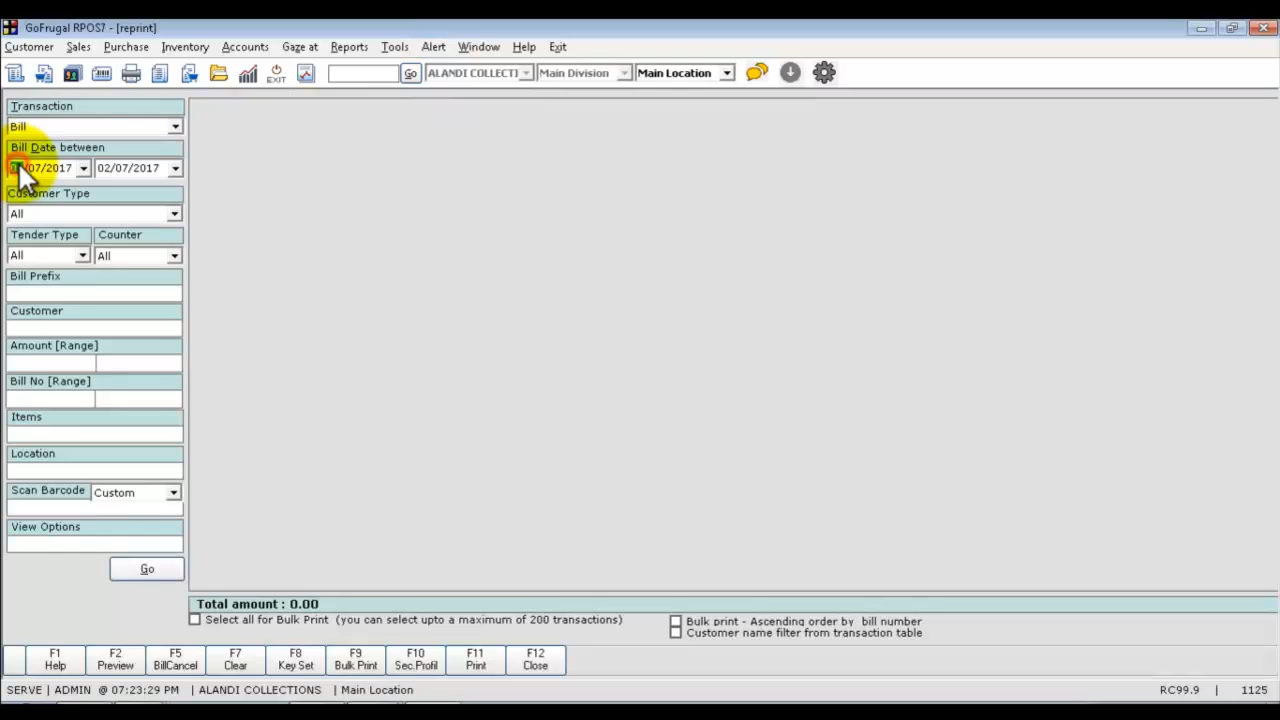 GoFrugal RPOS7 - [reprint]
Customer Sales Purchase Inventory Accounts Gaze at Reports Tools Alert Window Help Exit
EXIT Go ALANDI COLLECTI Main Division Main Location
Transaction
Bill
Bill Date between
/07/2017 02/07/2017
Customer Type
All
Tender Type Counter
All All
Bill Prefix
Customer
Amount [Range]
Bill No [Range]
Items
Location
Scan Barcode Custom
View Options
Go
Total amount : 0.00
Select all for Bulk Print (you can select upto a maximum of 200 transactions)
Bulk print - Ascending order by bill number
Customer name filter from transaction table
F1 F2 F5 F7 F8 F9 F10 F11 F12
Help Preview BillCancel Clear Key Set Bulk Print Sec.Profil Print Close
SERVE | ADMIN @ 07:23:29 PM | ALANDI COLLECTIONS | Main Location RC99.9 | 1125